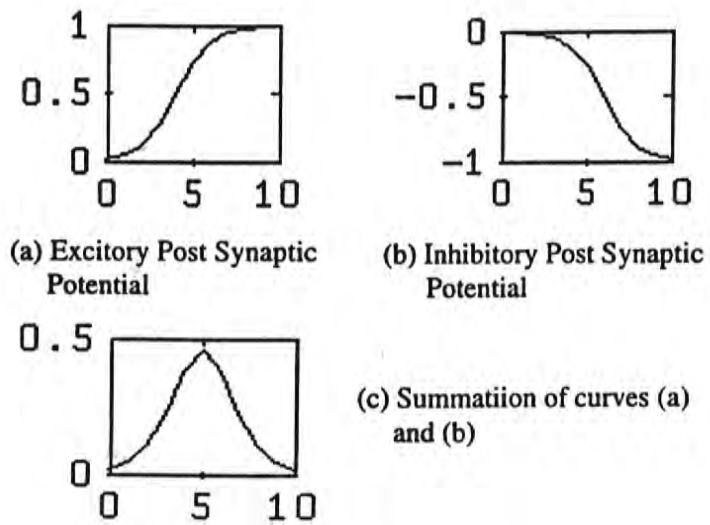 1
0.5
0
0 5 10
(a) Excitory Post Synaptic
Potential
0
-0.5
-1
0 5 10
(b) Inhibitory Post Synaptic
Potential
0.5
0
0 5 10
(c) Summatiion of curves (a)
and (b)